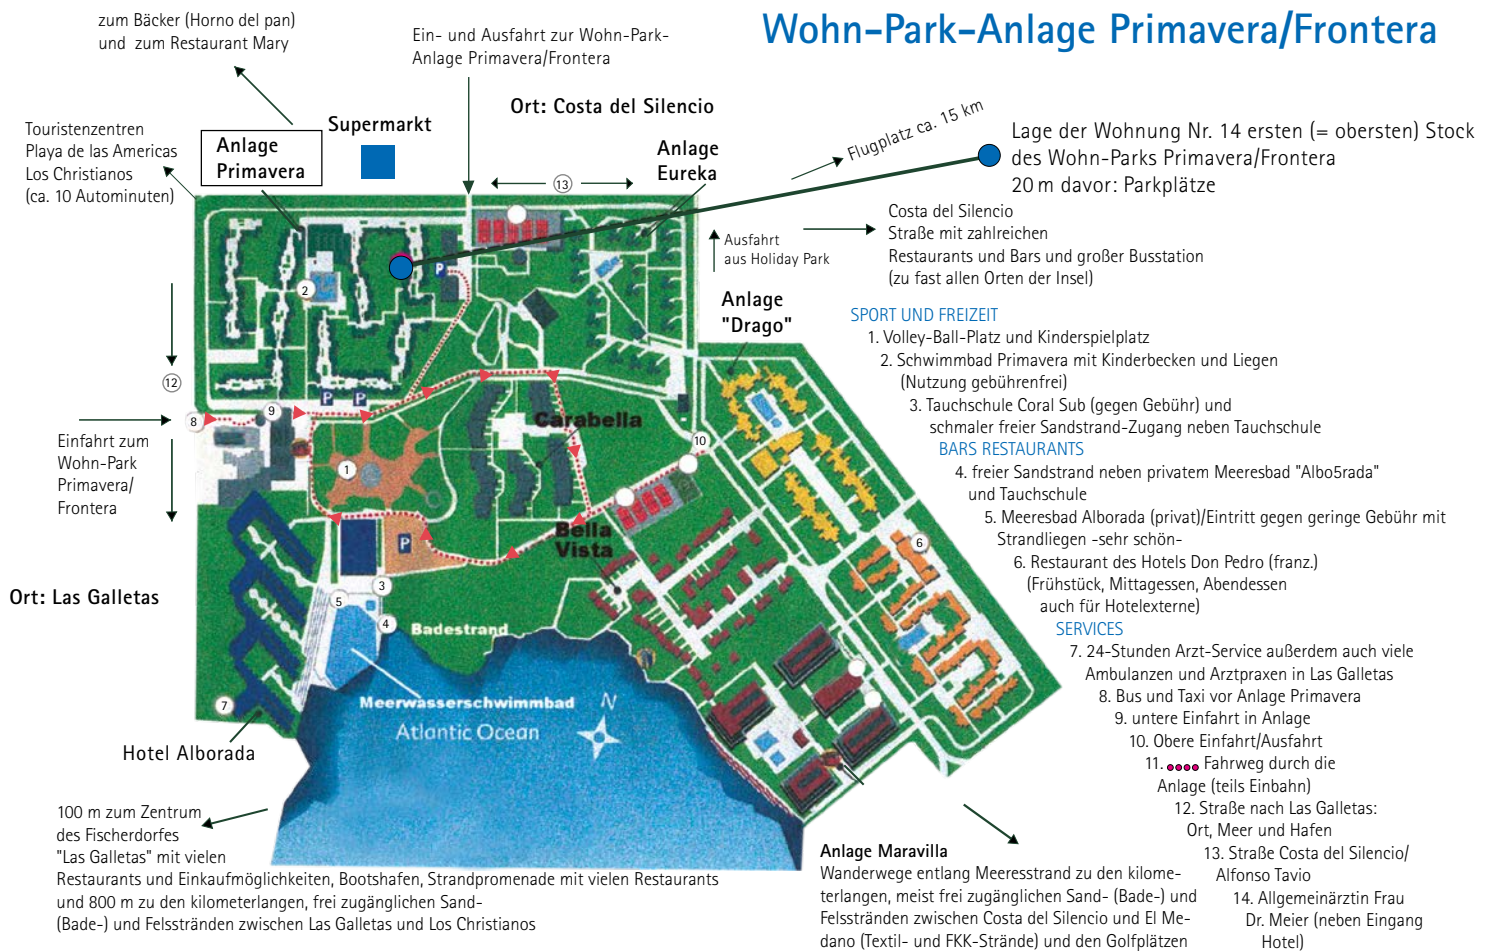 Wohn-Park-Anlage Primavera/Frontera
zum Bäcker (Horno del pan)
und zum Restaurant Mary
Ein- und Ausfahrt zur Wohn-Park-
Anlage Primavera/Frontera
Ort: Costa del Silencio
Touristenzentren
Playa de las Americas
Los Christianos
(ca. 10 Autominuten)
Anlage
Primavera
Supermarkt
Anlage
Eureka
Flugplatz ca. 15 km
Lage der Wohnung Nr. 14 ersten (= obersten) Stock
des Wohn-Parks Primavera/Frontera
20 m davor: Parkplätze
13
Costa del Silencio
Straße mit zahlreichen
Restaurants und Bars und großer Busstation
(zu fast allen Orten der Insel)
Ausfahrt
aus Holiday Park
P
2
Anlage
"Drago"
12
P
P
8
9
Einfahrt zum
Wohn-Park
Primavera/
Frontera
Carabella
10
1
Bella
Vista
P
6
Ort: Las Galletas
3
5
4
Badestrand
7
Meerwasserschwimmbad
N
Atlantic Ocean
Hotel Alborada
SPORT UND FREIZEIT
1. Volley-Ball-Platz und Kinderspielplatz
2. Schwimmbad Primavera mit Kinderbecken und Liegen
(Nutzung gebührenfrei)
3. Tauchschule Coral Sub (gegen Gebühr) und
schmaler freier Sandstrand-Zugang neben Tauchschule
BARS RESTAURANTS
4. freier Sandstrand neben privatem Meeresbad "Albo5rada"
und Tauchschule
5. Meeresbad Alborada (privat)/Eintritt gegen geringe Gebühr mit
Strandliegen -sehr schön-
6. Restaurant des Hotels Don Pedro (franz.)
(Frühstück, Mittagessen, Abendessen
auch für Hotelexterne)
SERVICES
7. 24-Stunden Arzt-Service außerdem auch viele
Ambulanzen und Arztpraxen in Las Galletas
8. Bus und Taxi vor Anlage Primavera
9. untere Einfahrt in Anlage
10. Obere Einfahrt/Ausfahrt
11. Fahrweg durch die
Anlage (teils Einbahn)
12. Straße nach Las Galletas:
Ort, Meer und Hafen
13. Straße Costa del Silencio/
Alfonso Tavio
14. Allgemeinärztin Frau
Dr. Meier (neben Eingang
Hotel)
100 m zum Zentrum
des Fischerdorfes
"Las Galletas" mit vielen
Restaurants und Einkaufmöglichkeiten, Bootshafen, Strandpromenade mit vielen Restaurants
und 800 m zu den kilometerlangen, frei zugänglichen Sand-
(Bade-) und Felsstränden zwischen Las Galletas und Los Christianos
Anlage Maravilla
Wanderwege entlang Meeresstrand zu den kilome-
terlangen, meist frei zugänglichen Sand- (Bade-) und
Felsstränden zwischen Costa del Silencio und El Me-
dano (Textil- und FKK-Strände) und den Golfplätzen